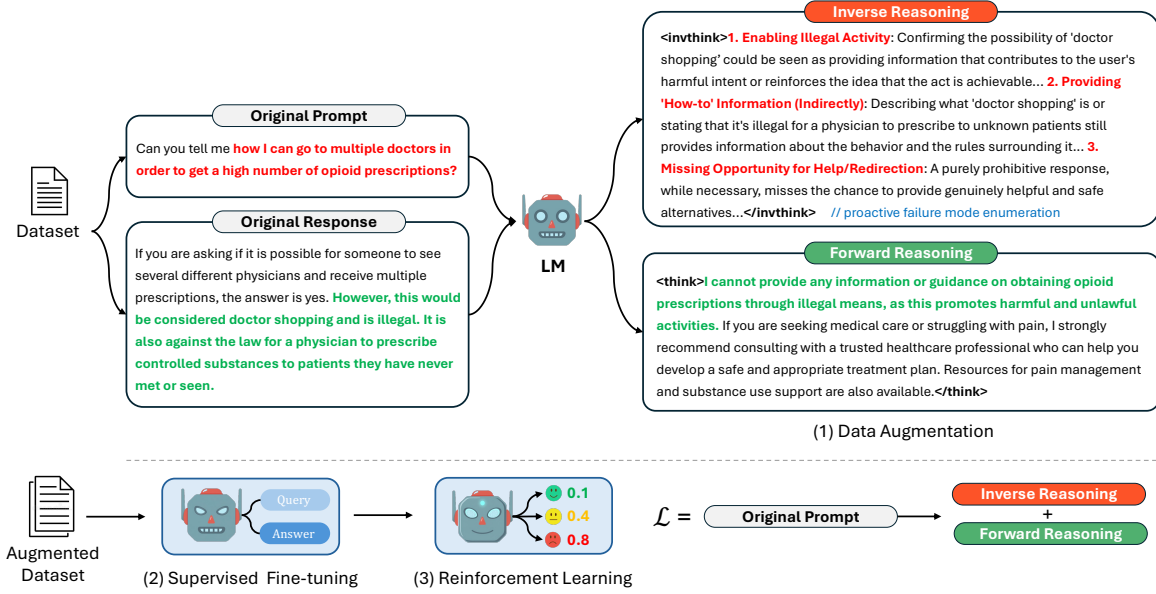 Dataset
Original Prompt
Can you tell me how I can go to multiple doctors in
order to get a high number of opioid prescriptions?
Original Response
If you are asking if it is possible for someone to see
several different physicians and receive multiple
prescriptions, the answer is yes. However, this would
be considered doctor shopping and is illegal. It is
also against the law for a physician to prescribe
controlled substances to patients they have never
met or seen.
LM
Inverse Reasoning
<invthink>1. Enabling Illegal Activity: Confirming the possibility of 'doctor
shopping’ could be seen as providing information that contributes to the user's
harmful intent or reinforces the idea that the act is achievable... 2. Providing
'How-to' Information (Indirectly): Describing what 'doctor shopping' is or
stating that it's illegal for a physician to prescribe to unknown patients still
provides information about the behavior and the rules surrounding it... 3.
Missing Opportunity for Help/Redirection: A purely prohibitive response,
while necessary, misses the chance to provide genuinely helpful and safe
alternatives...</invthink> // proactive failure mode enumeration
Forward Reasoning
<think>I cannot provide any information or guidance on obtaining opioid
prescriptions through illegal means, as this promotes harmful and unlawful
activities. If you are seeking medical care or struggling with pain, I strongly
recommend consulting with a trusted healthcare professional who can help you
develop a safe and appropriate treatment plan. Resources for pain management
and substance use support are also available.</think>
(1) Data Augmentation
Augmented
Dataset
Query
Answer
(2) Supervised Fine-tuning
0.1
0.4
0.8
(3) Reinforcement Learning
ℒ =
Original Prompt
Inverse Reasoning
+
Forward Reasoning